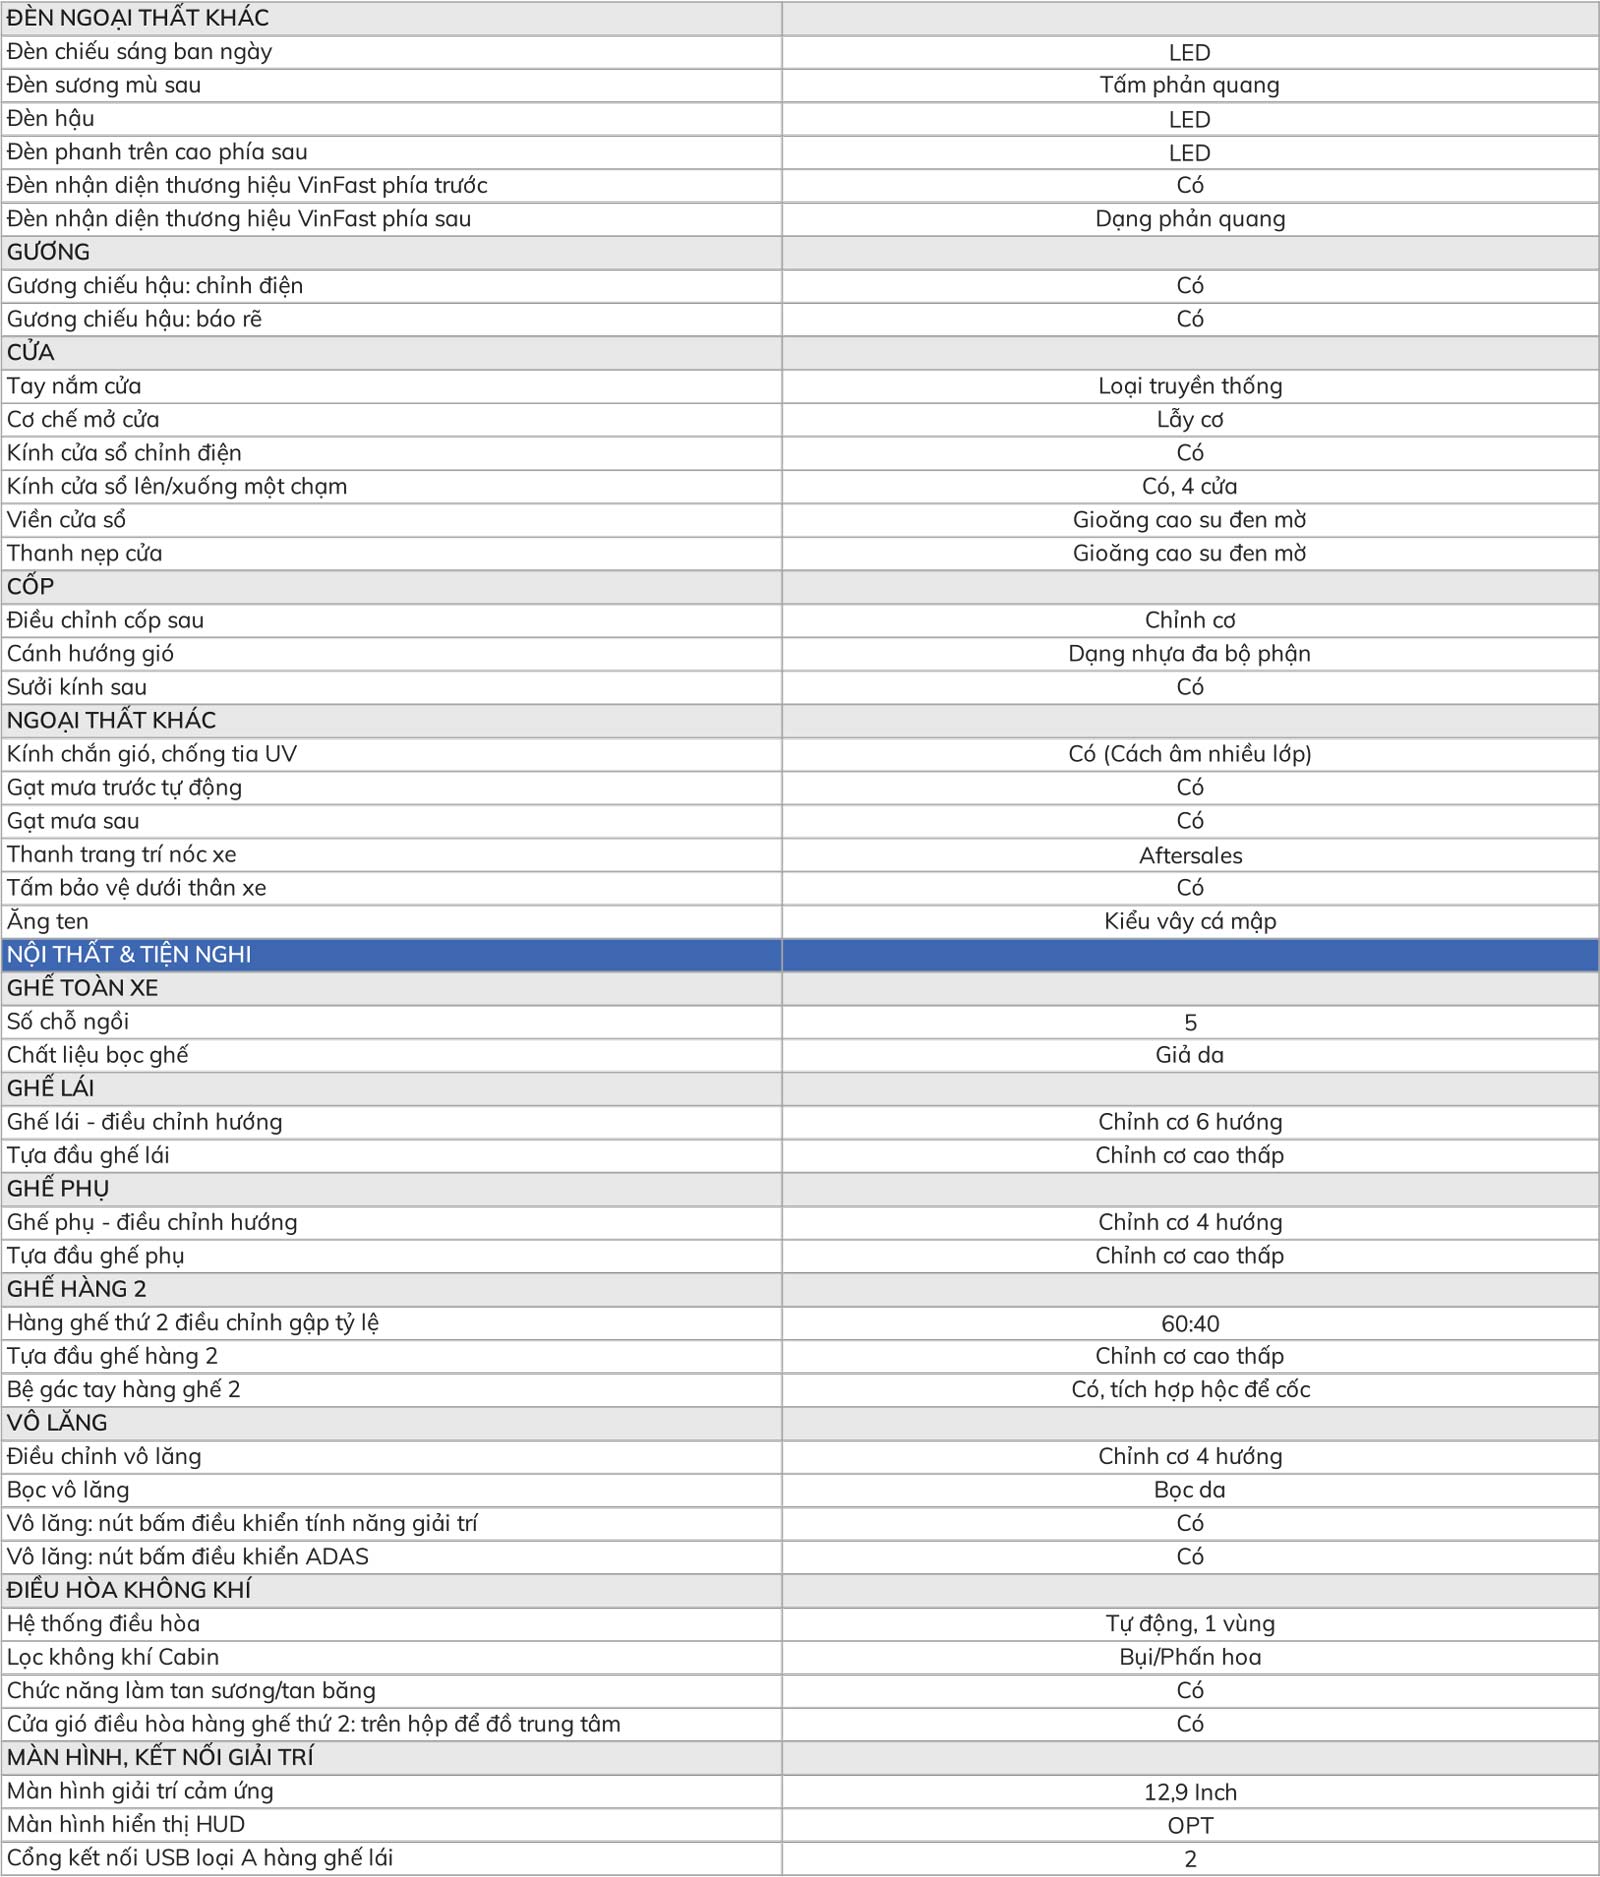 ĐÈN NGOẠI THẤT KHÁC
Đèn chiếu sáng ban ngày LED
Đèn sương mù sau Tấm phản quang
Đèn hậu LED
Đèn phanh trên cao phía sau LED
Đèn nhận diện thương hiệu VinFast phía trước Có
Đèn nhận diện thương hiệu VinFast phía sau Dạng phản quang
GƯƠNG
Gương chiếu hậu: chỉnh điện Có
Gương chiếu hậu: báo rẽ Có
CỬA
Tay nắm cửa Loại truyền thống
Cơ chế mở cửa Lẫy cơ
Kính cửa sổ chỉnh điện Có
Kính cửa sổ lên/xuống một chạm Có, 4 cửa
Viền cửa sổ Gioăng cao su đen mờ
Thanh nẹp cửa Gioăng cao su đen mờ
CỐP
Điều chỉnh cốp sau Chỉnh cơ
Cánh hướng gió Dạng nhựa đa bộ phận
Sưởi kính sau Có
NGOẠI THẤT KHÁC
Kính chắn gió, chống tia UV Có (Cách âm nhiều lớp)
Gạt mưa trước tự động Có
Gạt mưa sau Có
Thanh trang trí nóc xe Aftersales
Tấm bảo vệ dưới thân xe Có
Ăng ten Kiểu vây cá mập
NỘI THẤT & TIỆN NGHI
GHẾ TOÀN XE
Số chỗ ngồi 5
Chất liệu bọc ghế Giả da
GHẾ LÁI
Ghế lái - điều chỉnh hướng Chỉnh cơ 6 hướng
Tựa đầu ghế lái Chỉnh cơ cao thấp
GHẾ PHỤ
Ghế phụ - điều chỉnh hướng Chỉnh cơ 4 hướng
Tựa đầu ghế phụ Chỉnh cơ cao thấp
GHẾ HÀNG 2
Hàng ghế thứ 2 điều chỉnh gập tỷ lệ 60:40
Tựa đầu ghế hàng 2 Chỉnh cơ cao thấp
Bệ gác tay hàng ghế 2 Có, tích hợp hộc để cốc
VÔ LĂNG
Điều chỉnh vô lăng Chỉnh cơ 4 hướng
Bọc vô lăng Bọc da
Vô lăng: nút bấm điều khiển tính năng giải trí Có
Vô lăng: nút bấm điều khiển ADAS Có
ĐIỀU HÒA KHÔNG KHÍ
Hệ thống điều hòa Tự động, 1 vùng
Lọc không khí Cabin Bụi/Phấn hoa
Chức năng làm tan sương/tan băng Có
Cửa gió điều hòa hàng ghế thứ 2: trên hộp để đồ trung tâm Có
MÀN HÌNH, KẾT NỐI GIẢI TRÍ
Màn hình giải trí cảm ứng 12,9 Inch
Màn hình hiển thị HUD OPT
Cổng kết nối USB loại A hàng ghế lái 2